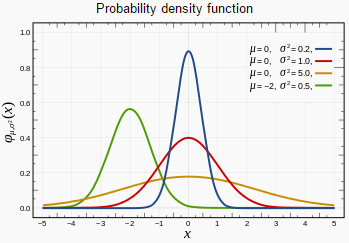 Probability density function
φμ,σ²(x)
1.0
0.8
0.6
0.4
0.2
0.0
μ = 0, σ² = 0.2,
μ = 0, σ² = 1.0,
μ = 0, σ² = 5.0,
μ = −2, σ² = 0.5,
−5 −4 −3 −2 −1 0 1 2 3 4 5
x